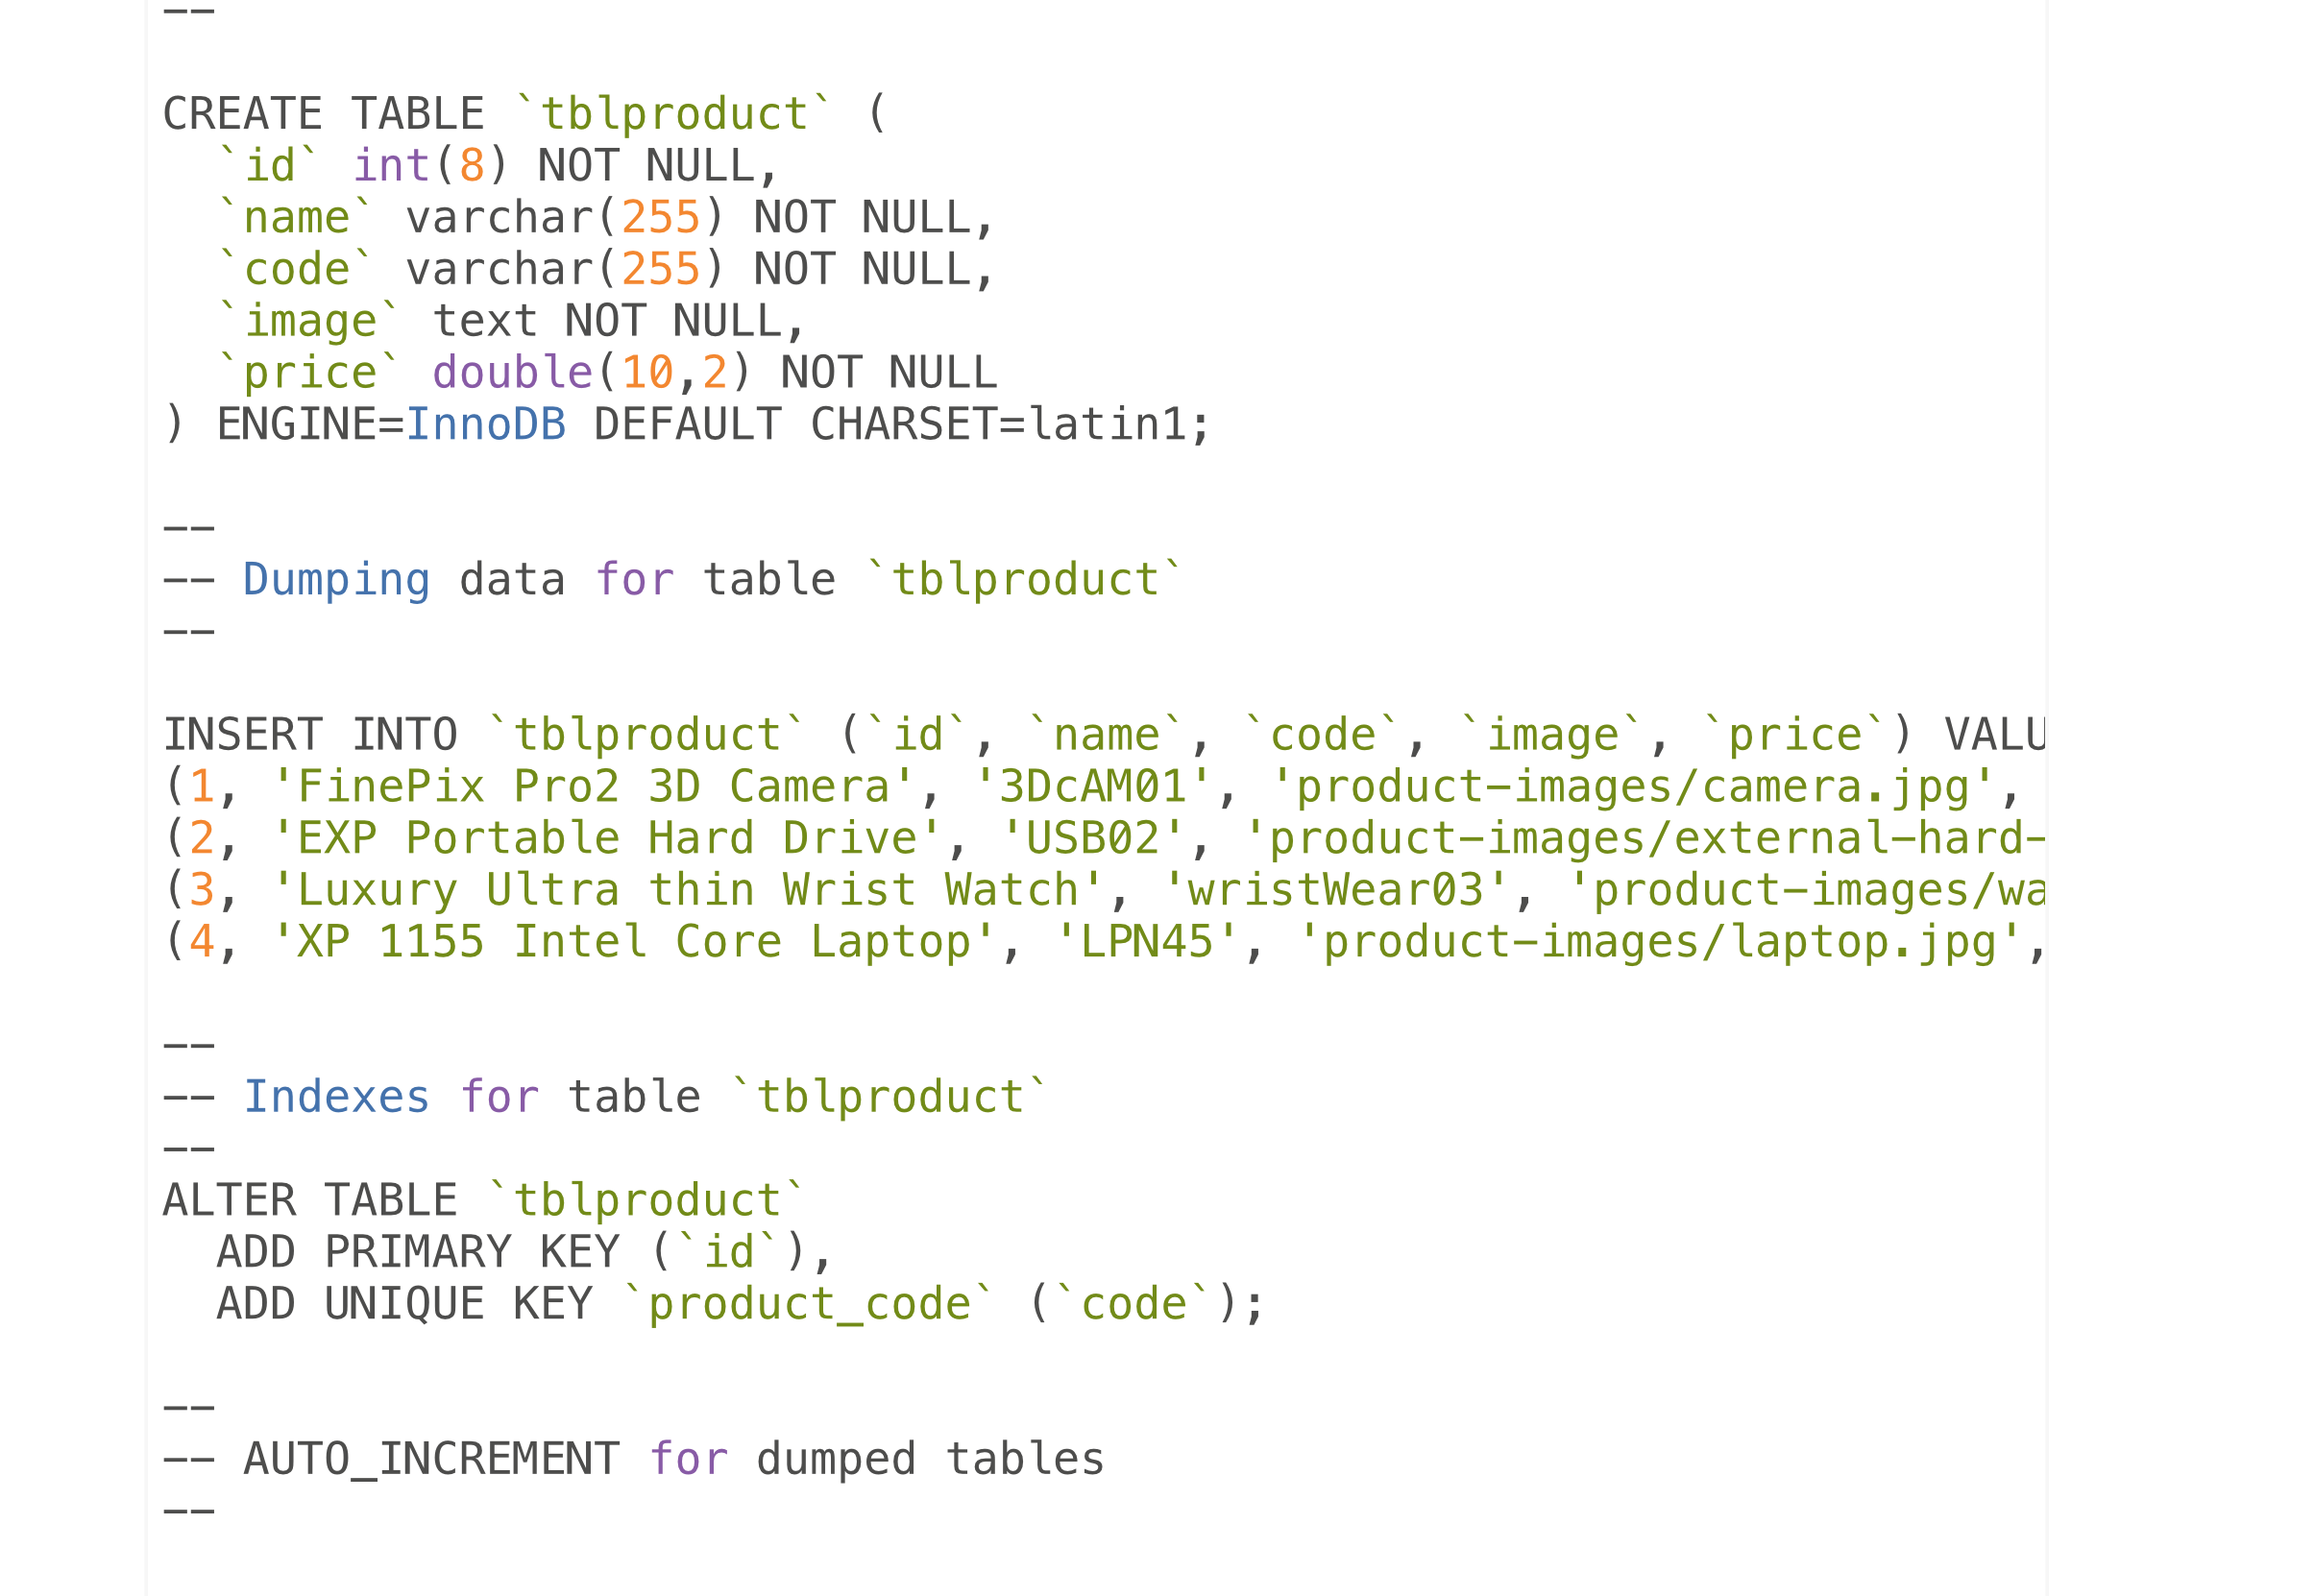 --
CREATE TABLE `tblproduct` (
  `id` int(8) NOT NULL,
  `name` varchar(255) NOT NULL,
  `code` varchar(255) NOT NULL,
  `image` text NOT NULL,
  `price` double(10,2) NOT NULL
) ENGINE=InnoDB DEFAULT CHARSET=latin1;
--
-- Dumping data for table `tblproduct`
--
INSERT INTO `tblproduct` (`id`, `name`, `code`, `image`, `price`) VALU
(1, 'FinePix Pro2 3D Camera', '3DcAM01', 'product-images/camera.jpg',
(2, 'EXP Portable Hard Drive', 'USB02', 'product-images/external-hard-
(3, 'Luxury Ultra thin Wrist Watch', 'wristWear03', 'product-images/wa
(4, 'XP 1155 Intel Core Laptop', 'LPN45', 'product-images/laptop.jpg',
--
-- Indexes for table `tblproduct`
--
ALTER TABLE `tblproduct`
  ADD PRIMARY KEY (`id`),
  ADD UNIQUE KEY `product_code` (`code`);
--
-- AUTO_INCREMENT for dumped tables
--